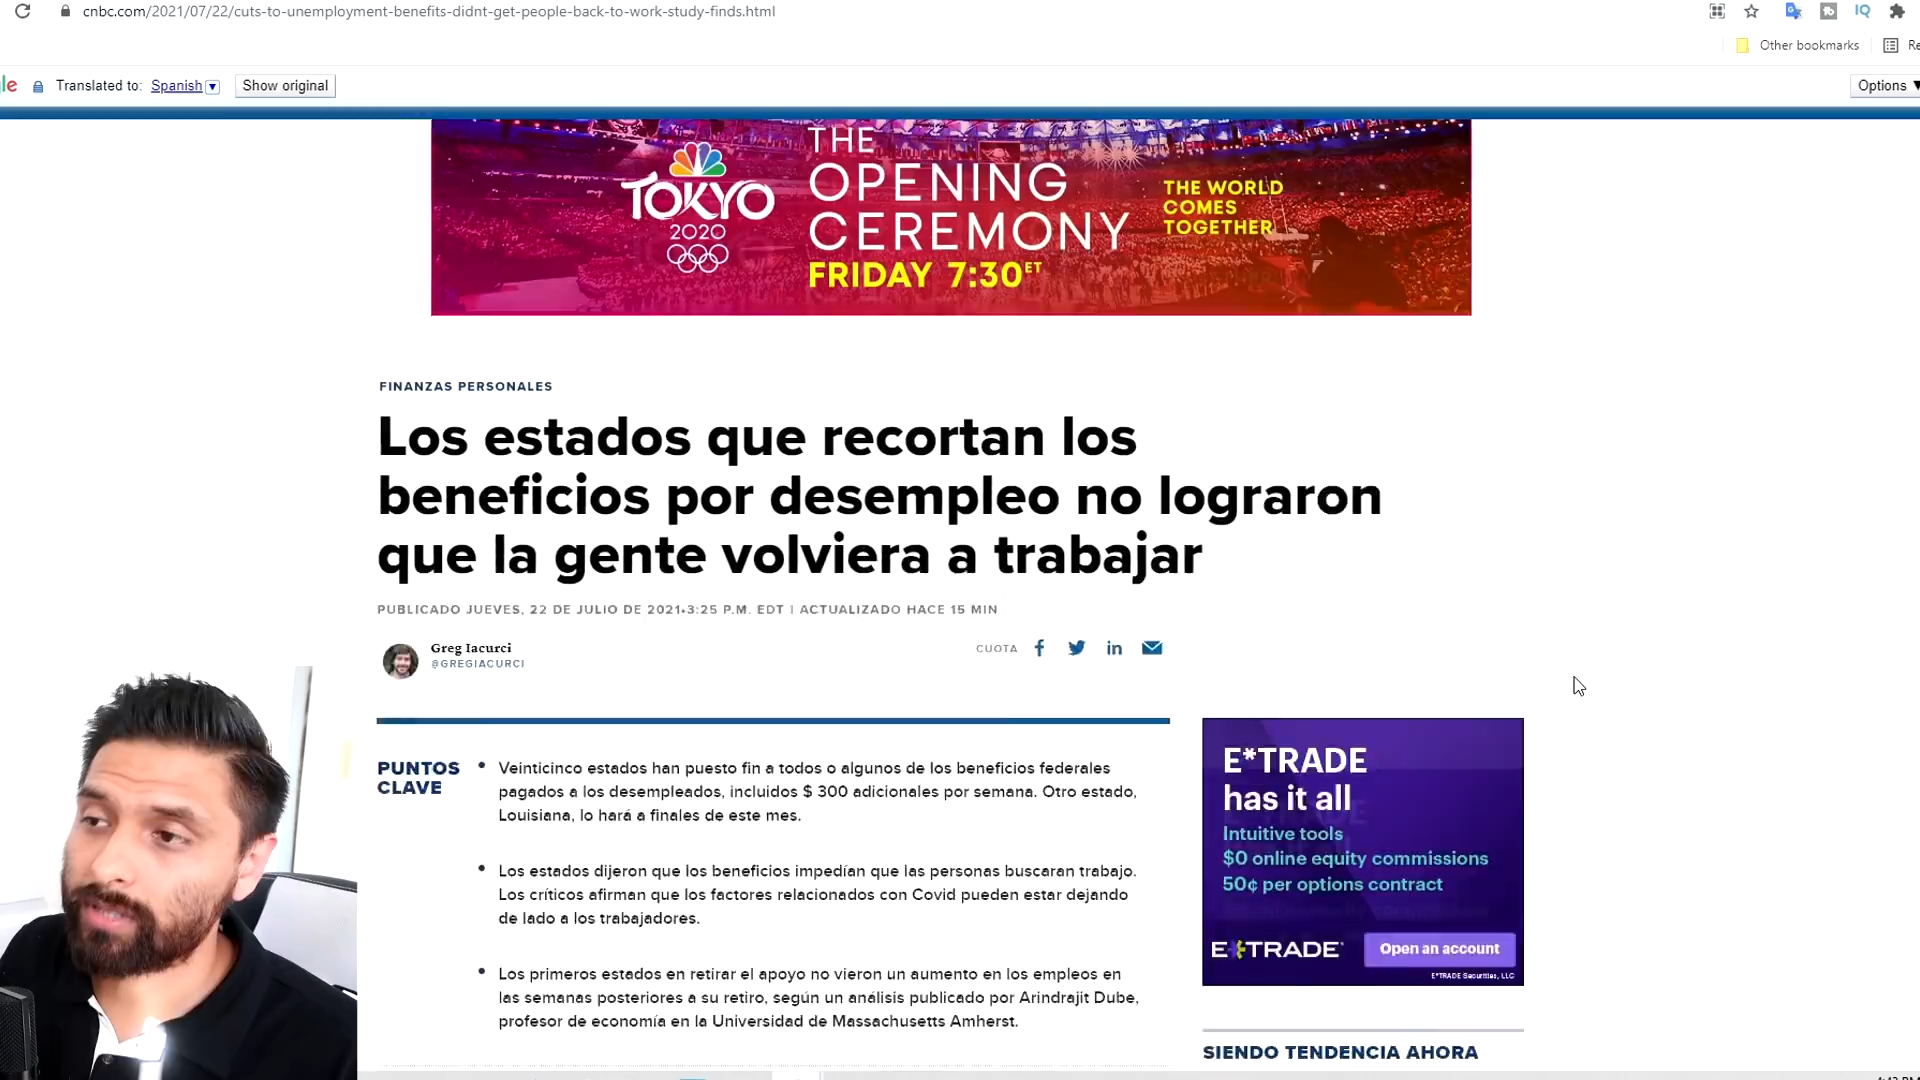 cnbc.com/2021/07/22/cuts-to-unemployment-benefits-didnt-get-people-back-to-work-study-finds.html
IQ
Other bookmarks
Re
le Translated to: Spanish Show original
Options
TOKYO
2020
THE
OPENING
CEREMONY
FRIDAY 7:30ET
THE WORLD
COMES
TOGETHER
FINANZAS PERSONALES
Los estados que recortan los
beneficios por desempleo no lograron
que la gente volviera a trabajar
PUBLICADO JUEVES, 22 DE JULIO DE 2021•3:25 P.M. EDT | ACTUALIZADO HACE 15 MIN
Greg Iacurci
@GREGIACURCI
CUOTA
PUNTOS
CLAVE
• Veinticinco estados han puesto fin a todos o algunos de los beneficios federales
pagados a los desempleados, incluidos $ 300 adicionales por semana. Otro estado,
Louisiana, lo hará a finales de este mes.
• Los estados dijeron que los beneficios impedían que las personas buscaran trabajo.
Los críticos afirman que los factores relacionados con Covid pueden estar dejando
de lado a los trabajadores.
• Los primeros estados en retirar el apoyo no vieron un aumento en los empleos en
las semanas posteriores a su retiro, según un análisis publicado por Arindrajit Dube,
profesor de economía en la Universidad de Massachusetts Amherst.
E*TRADE
has it all
Intuitive tools
$0 online equity commissions
50¢ per options contract
E*TRADE
Open an account
E*TRADE Securities, LLC
SIENDO TENDENCIA AHORA